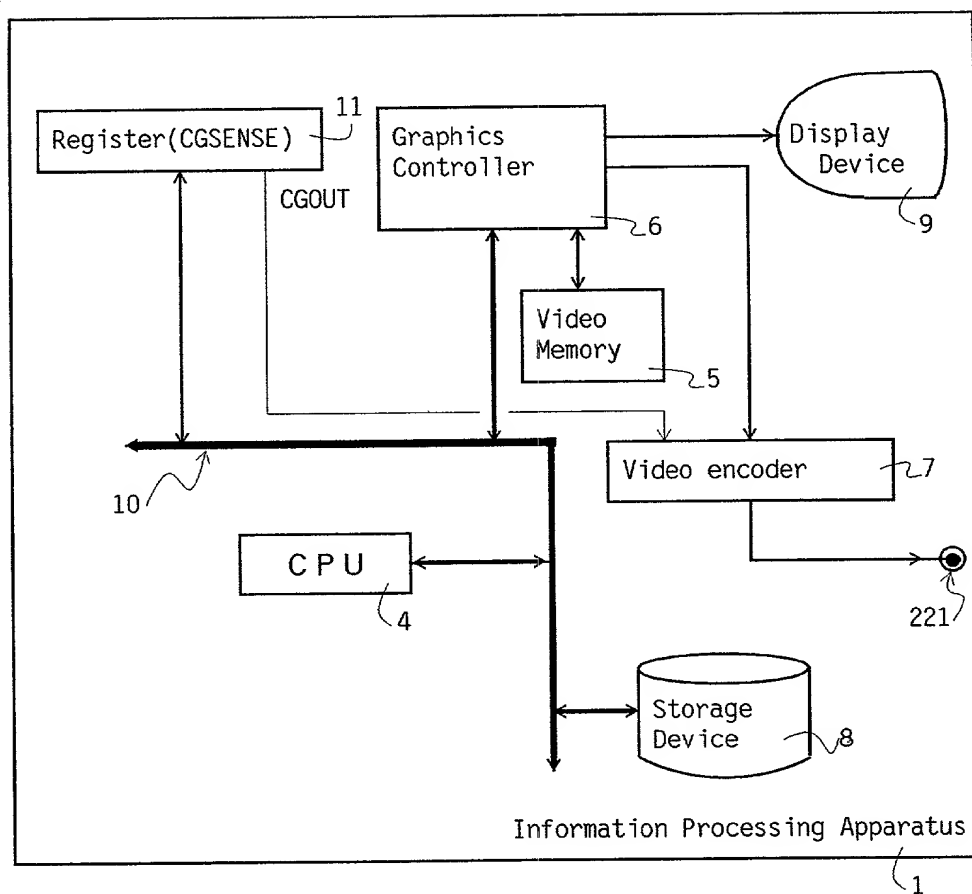 Register(CGSENSE)
11
CGOUT
Graphics
Controller
6
Display
Device
9
Video
Memory
5
10
Video encoder
7
CPU
4
221
Storage
Device
8
Information Processing Apparatus
1